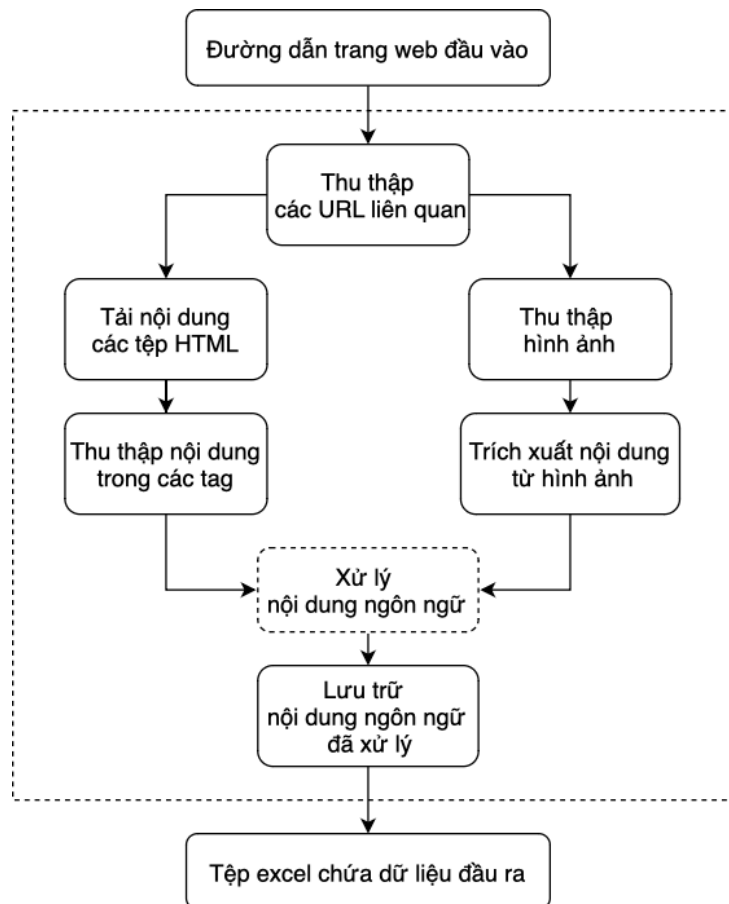 Đường dẫn trang web đầu vào
Thu thập
các URL liên quan
Tải nội dung
các tệp HTML
Thu thập
hình ảnh
Thu thập nội dung
trong các tag
Trích xuất nội dung
từ hình ảnh
Xử lý
nội dung ngôn ngữ
Lưu trữ
nội dung ngôn ngữ
đã xử lý
Tệp excel chứa dữ liệu đầu ra